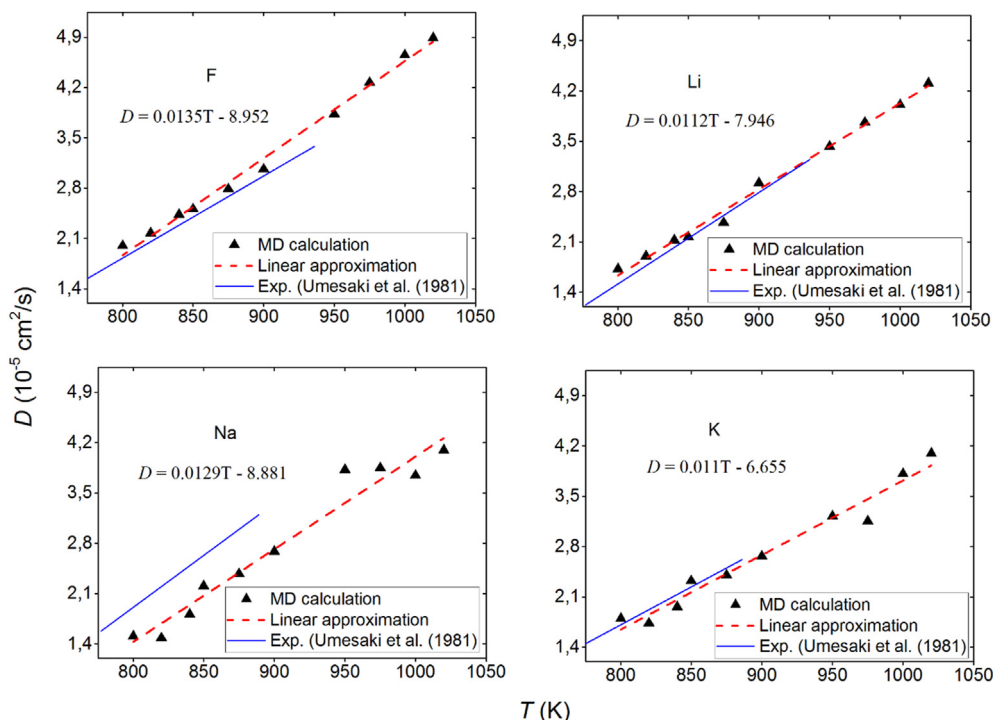 D (10-5 cm2/s)
4,9
4,2
3,5
2,8
2,1
1,4
F
D = 0.0135T - 8.952
MD calculation
Linear approximation
Exp. (Umesaki et al. (1981)
800 850 900 950 1000 1050
4,9
4,2
3,5
2,8
2,1
1,4
Li
D = 0.0112T - 7.946
MD calculation
Linear approximation
Exp. (Umesaki et al. (1981)
800 850 900 950 1000 1050
4,9
4,2
3,5
2,8
2,1
1,4
Na
D = 0.0129T - 8.881
MD calculation
Linear approximation
Exp. (Umesaki et al. (1981)
800 850 900 950 1000 1050
4,9
4,2
3,5
2,8
2,1
1,4
K
D = 0.011T - 6.655
MD calculation
Linear approximation
Exp. (Umesaki et al. (1981)
800 850 900 950 1000 1050
T (K)